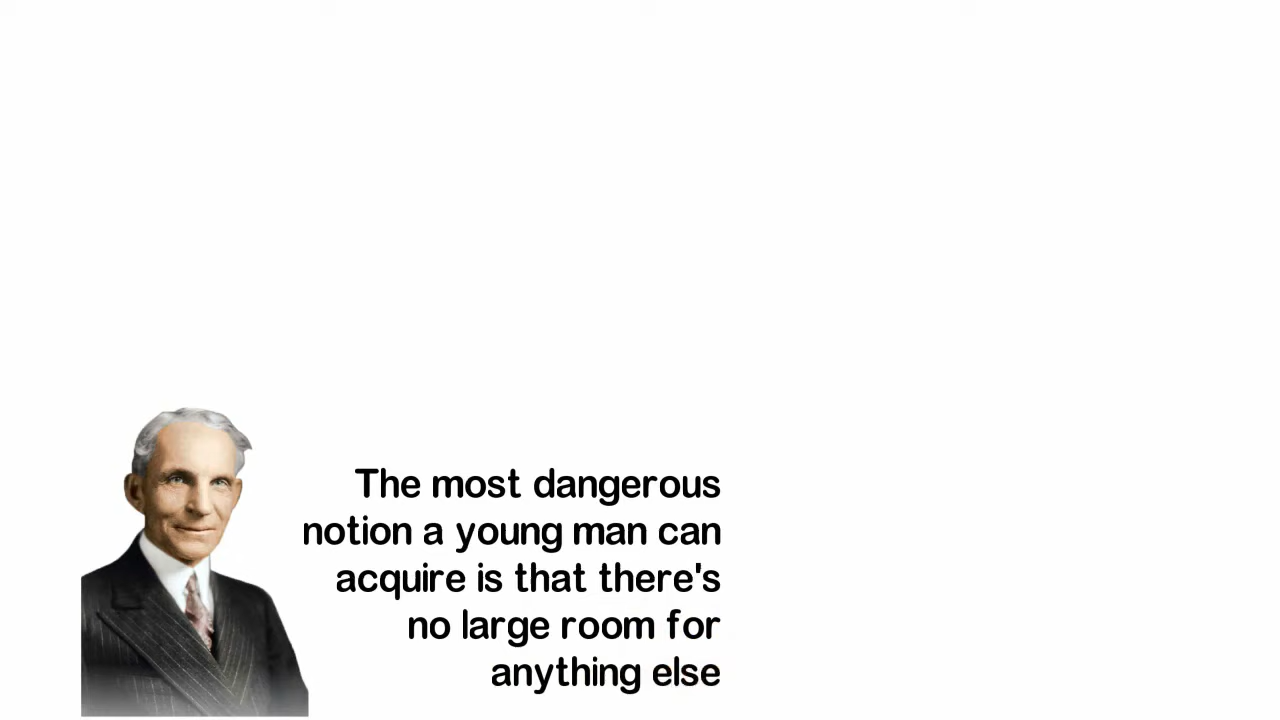 The most dangerous
notion a young man can
acquire is that there's
no large room for
anything else